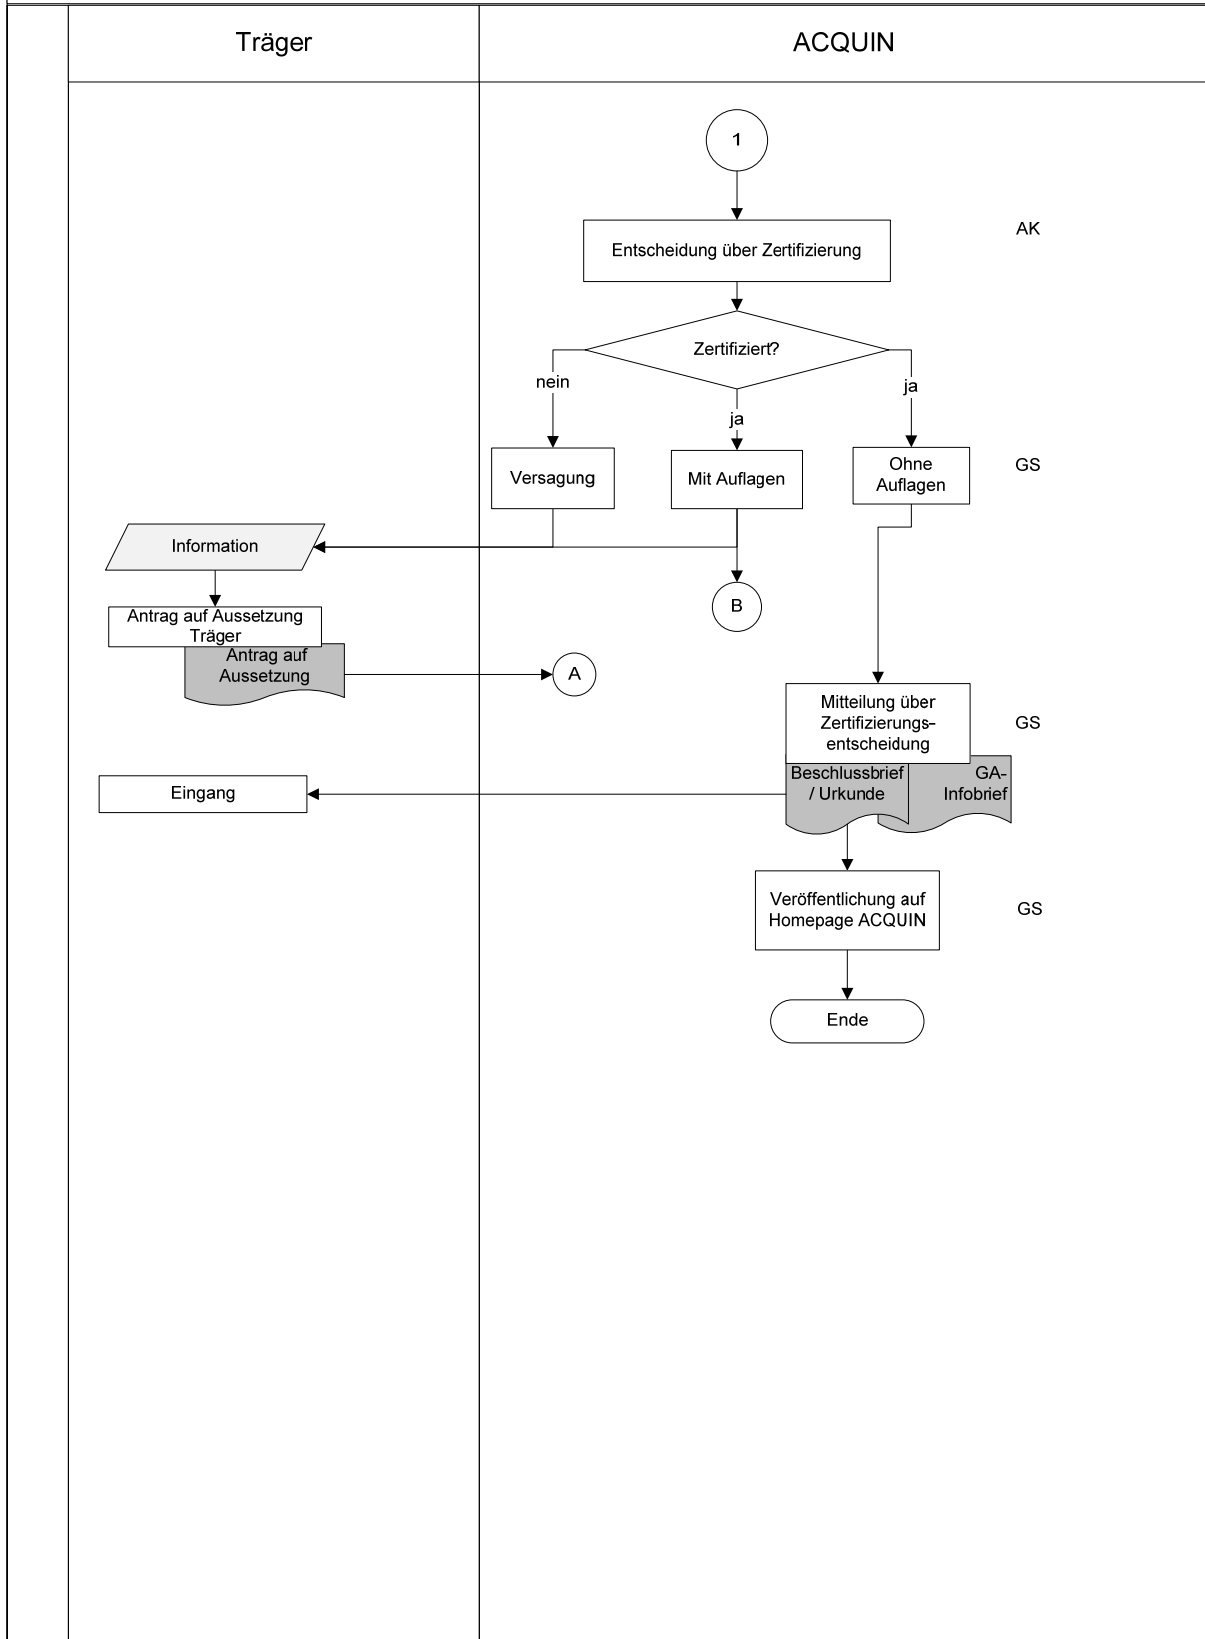 Träger
ACQUIN
1
AK
Entscheidung über Zertifizierung
Zertifiziert?
nein
ja
ja
Versagung
Mit Auflagen
Ohne
Auflagen
GS
Information
B
Antrag auf Aussetzung
Träger
Antrag auf
Aussetzung
A
Mitteilung über
Zertifizierungs-
entscheidung
GS
Beschlussbrief
/ Urkunde
GA-
Infobrief
Eingang
Veröffentlichung auf
Homepage ACQUIN
GS
Ende